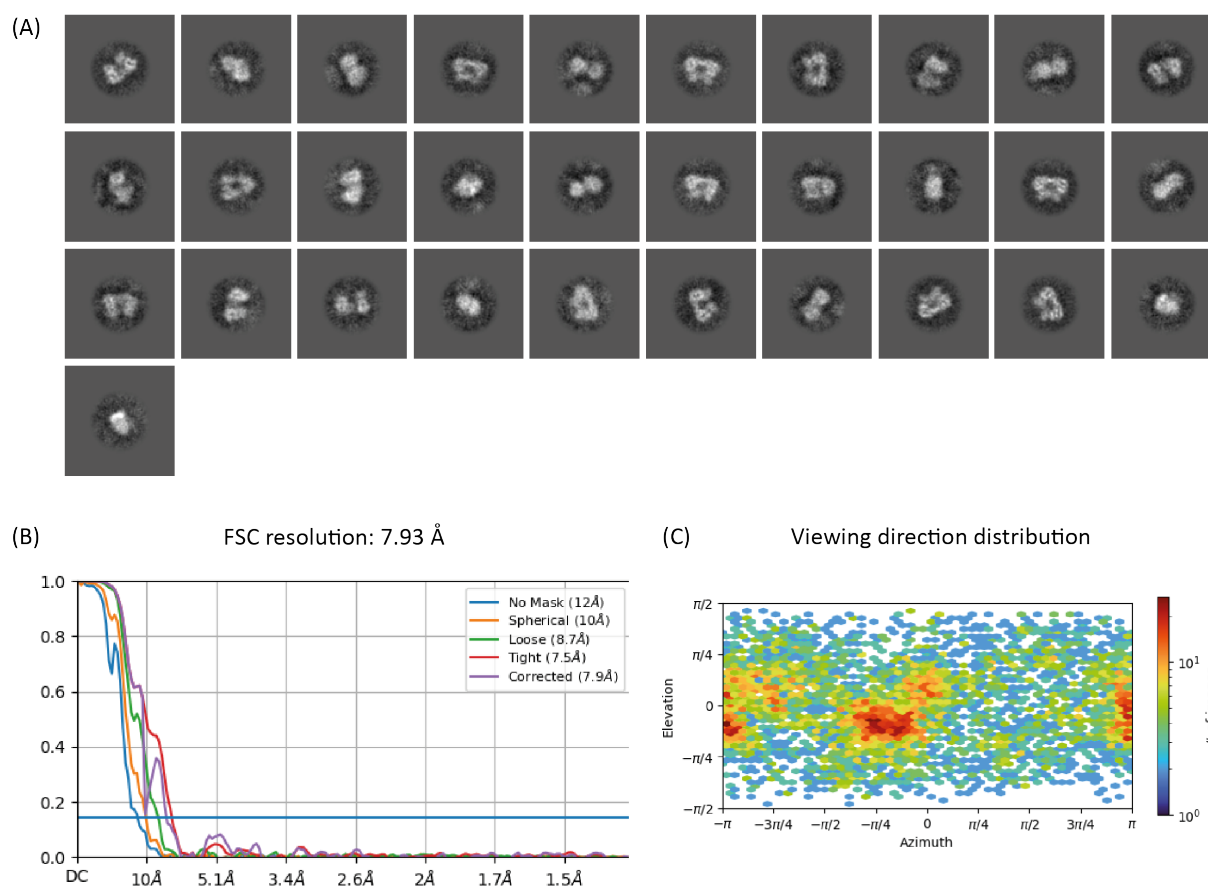 (A)
(B)
FSC resolution: 7.93 Å
1.0
0.8
0.6
0.4
0.2
0.0
DC
10Å
5.1Å
3.4Å
2.6Å
2Å
1.7Å
1.5Å
No Mask (12Å)
Spherical (10Å)
Loose (8.7Å)
Tight (7.5Å)
Corrected (7.9Å)
(C)
Viewing direction distribution
π/2
π/4
0
−π/4
−π/2
Elevation
−π
−3π/4
−π/2
−π/4
0
π/4
π/2
3π/4
π
Azimuth
10¹
10⁰